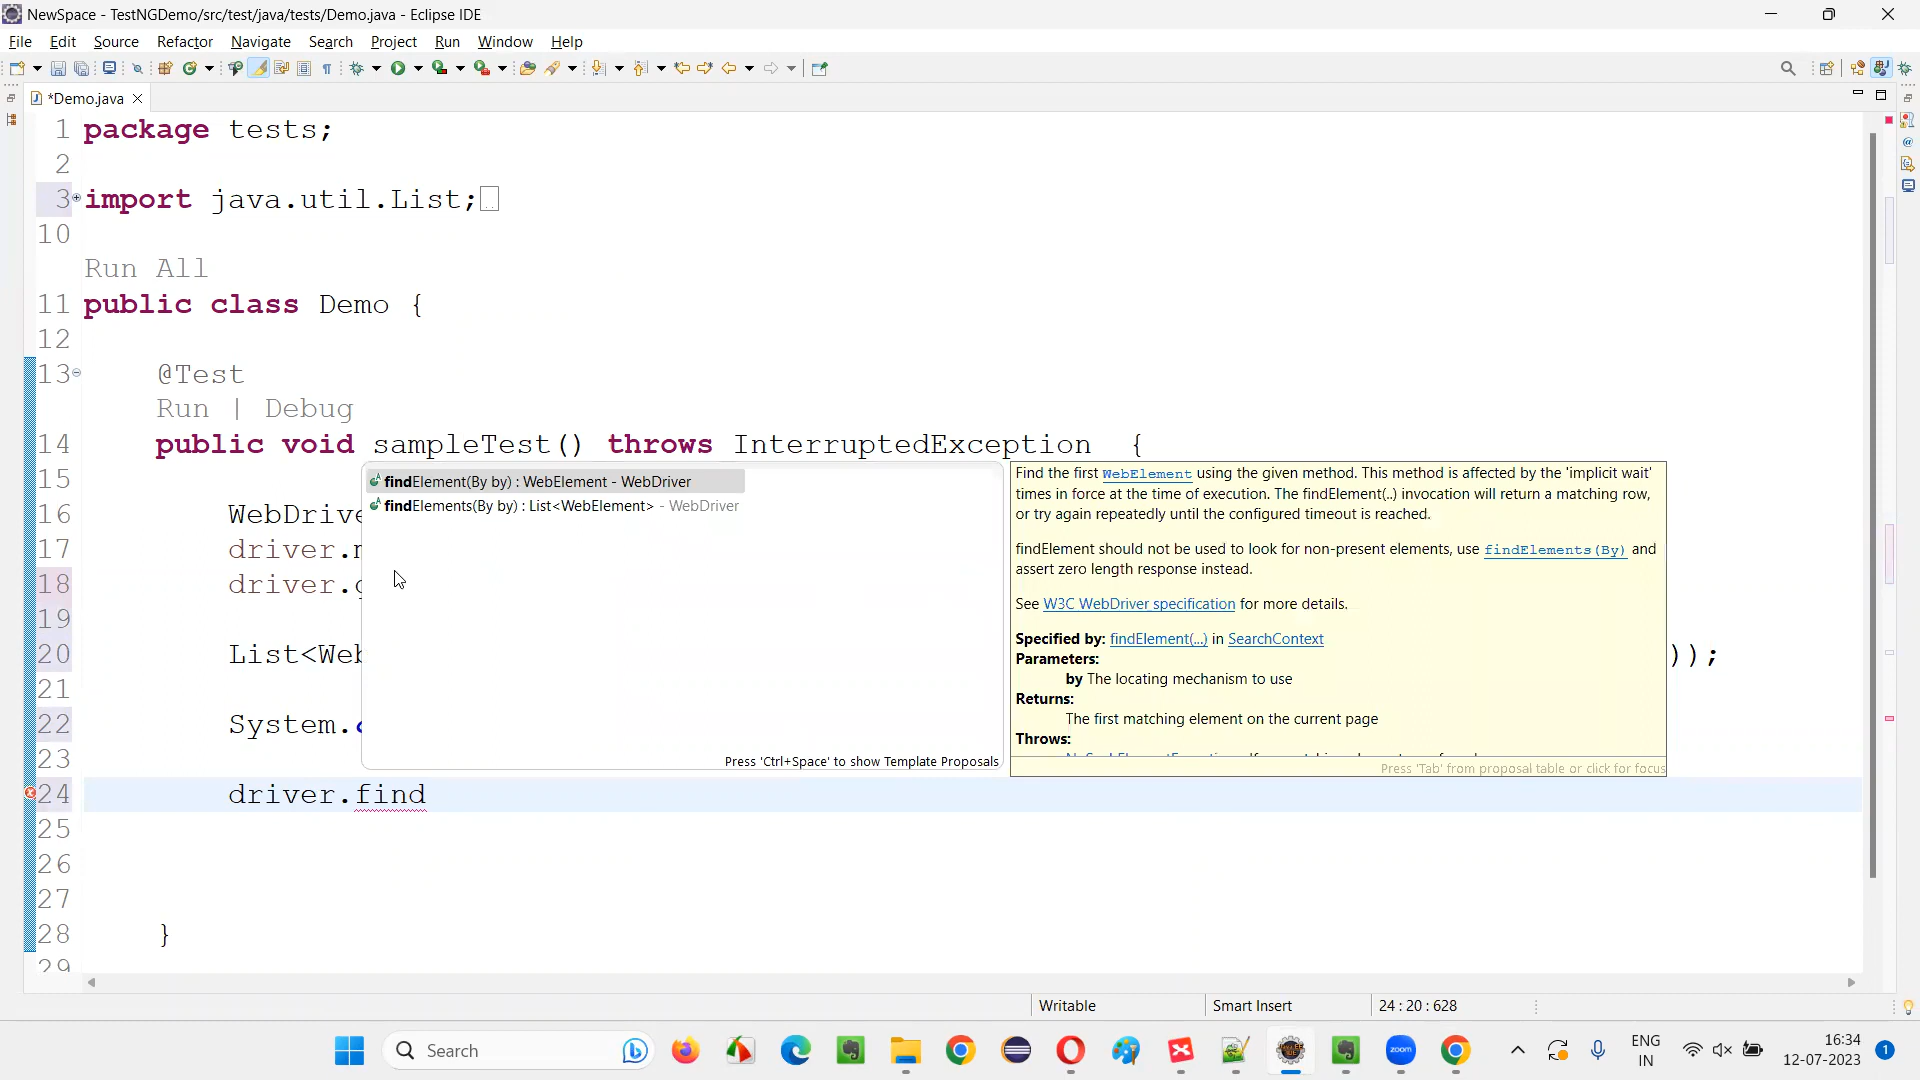 NewSpace - TestNGDemo/src/test/java/tests/Demo.java - Eclipse IDE
File Edit Source Refactor Navigate Search Project Run Window Help
*Demo.java
1 package tests;
2
3 import java.util.List;
10
Run All
11 public class Demo {
12
13 @Test
Run | Debug
14 public void sampleTest() throws InterruptedException {
15
findElement(By by) : WebElement - WebDriver
findElements(By by) : List<WebElement> - WebDriver
Press 'Ctrl+Space' to show Template Proposals
Find the first WebElement using the given method. This method is affected by the 'implicit wait'
times in force at the time of execution. The findElement(..) invocation will return a matching row,
or try again repeatedly until the configured timeout is reached.
findElement should not be used to look for non-present elements, use findElements(By) and
assert zero length response instead.
See W3C WebDriver specification for more details.
Specified by: findElement(...) in SearchContext
Parameters:
by The locating mechanism to use
Returns:
The first matching element on the current page
Throws:
Press 'Tab' from proposal table or click for focus
16 WebDrive
17 driver.
18 driver.
19
20 List<Web ));
21
22 System.
23
24 driver.find
25
26
27
28 }
29
Writable Smart Insert 24 : 20 : 628
Search
zoom
ENG
IN
16:34
12-07-2023
1